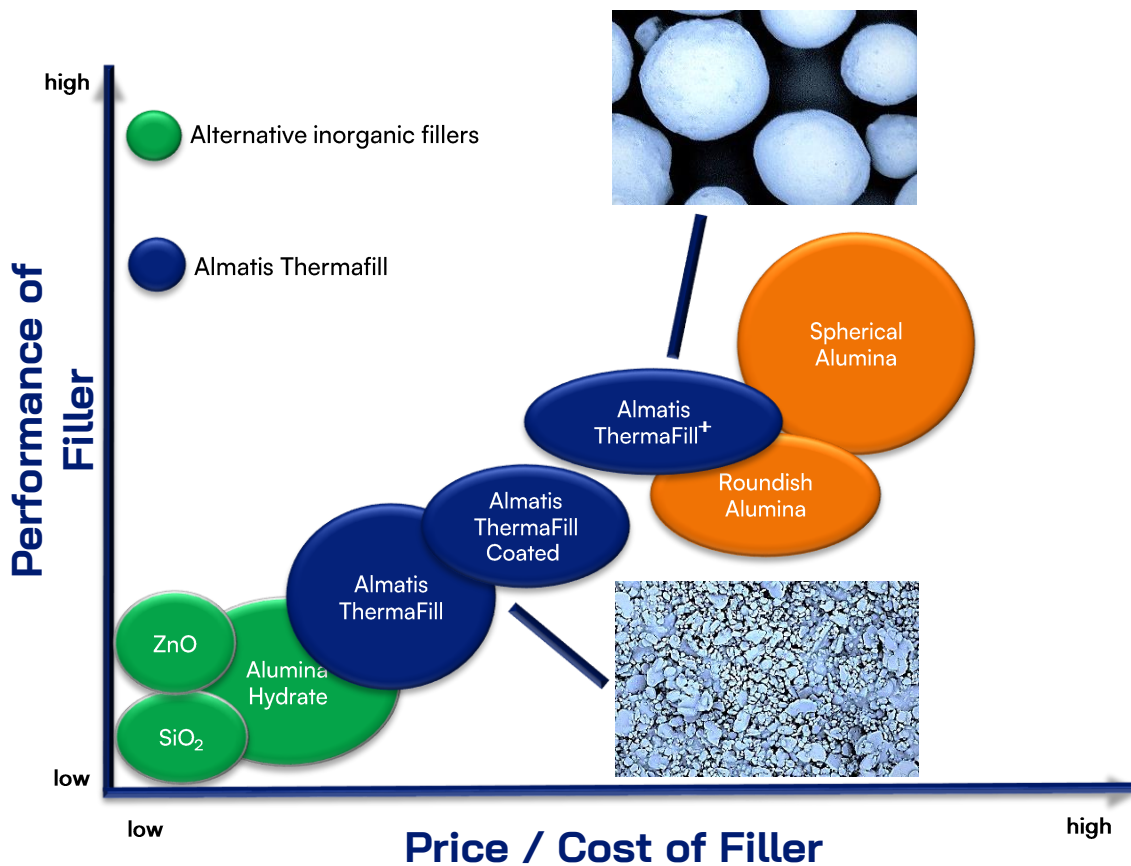 high
Alternative inorganic fillers
Almatis Thermafill
Performance of
Filler
Spherical
Alumina
Almatis
ThermaFill⁺
Roundish
Alumina
Almatis
ThermaFill
Coated
Almatis
ThermaFill
ZnO
Alumina
Hydrate
SiO₂
low
low
high
Price / Cost of Filler